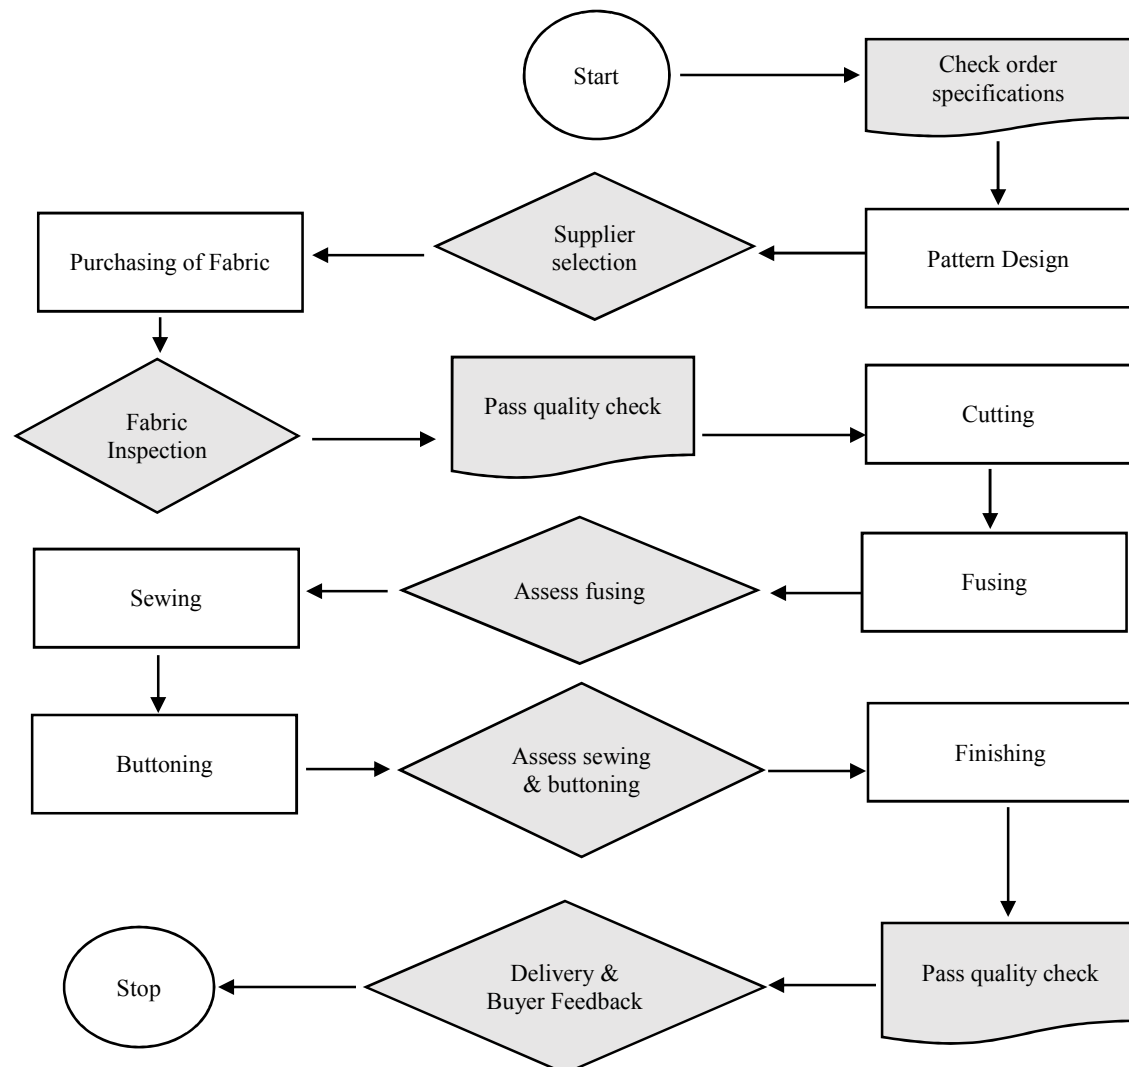 Start
Check order
specifications
Pattern Design
Supplier
selection
Purchasing of Fabric
Fabric
Inspection
Pass quality check
Cutting
Fusing
Assess fusing
Sewing
Buttoning
Assess sewing
& buttoning
Finishing
Pass quality check
Delivery &
Buyer Feedback
Stop